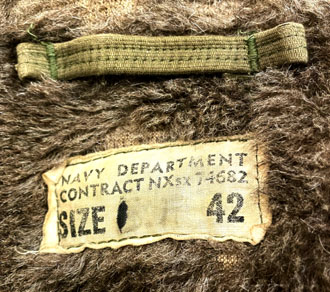 NAVY DEPARTMENT
CONTRACT NXsx 74682
SIZE 42